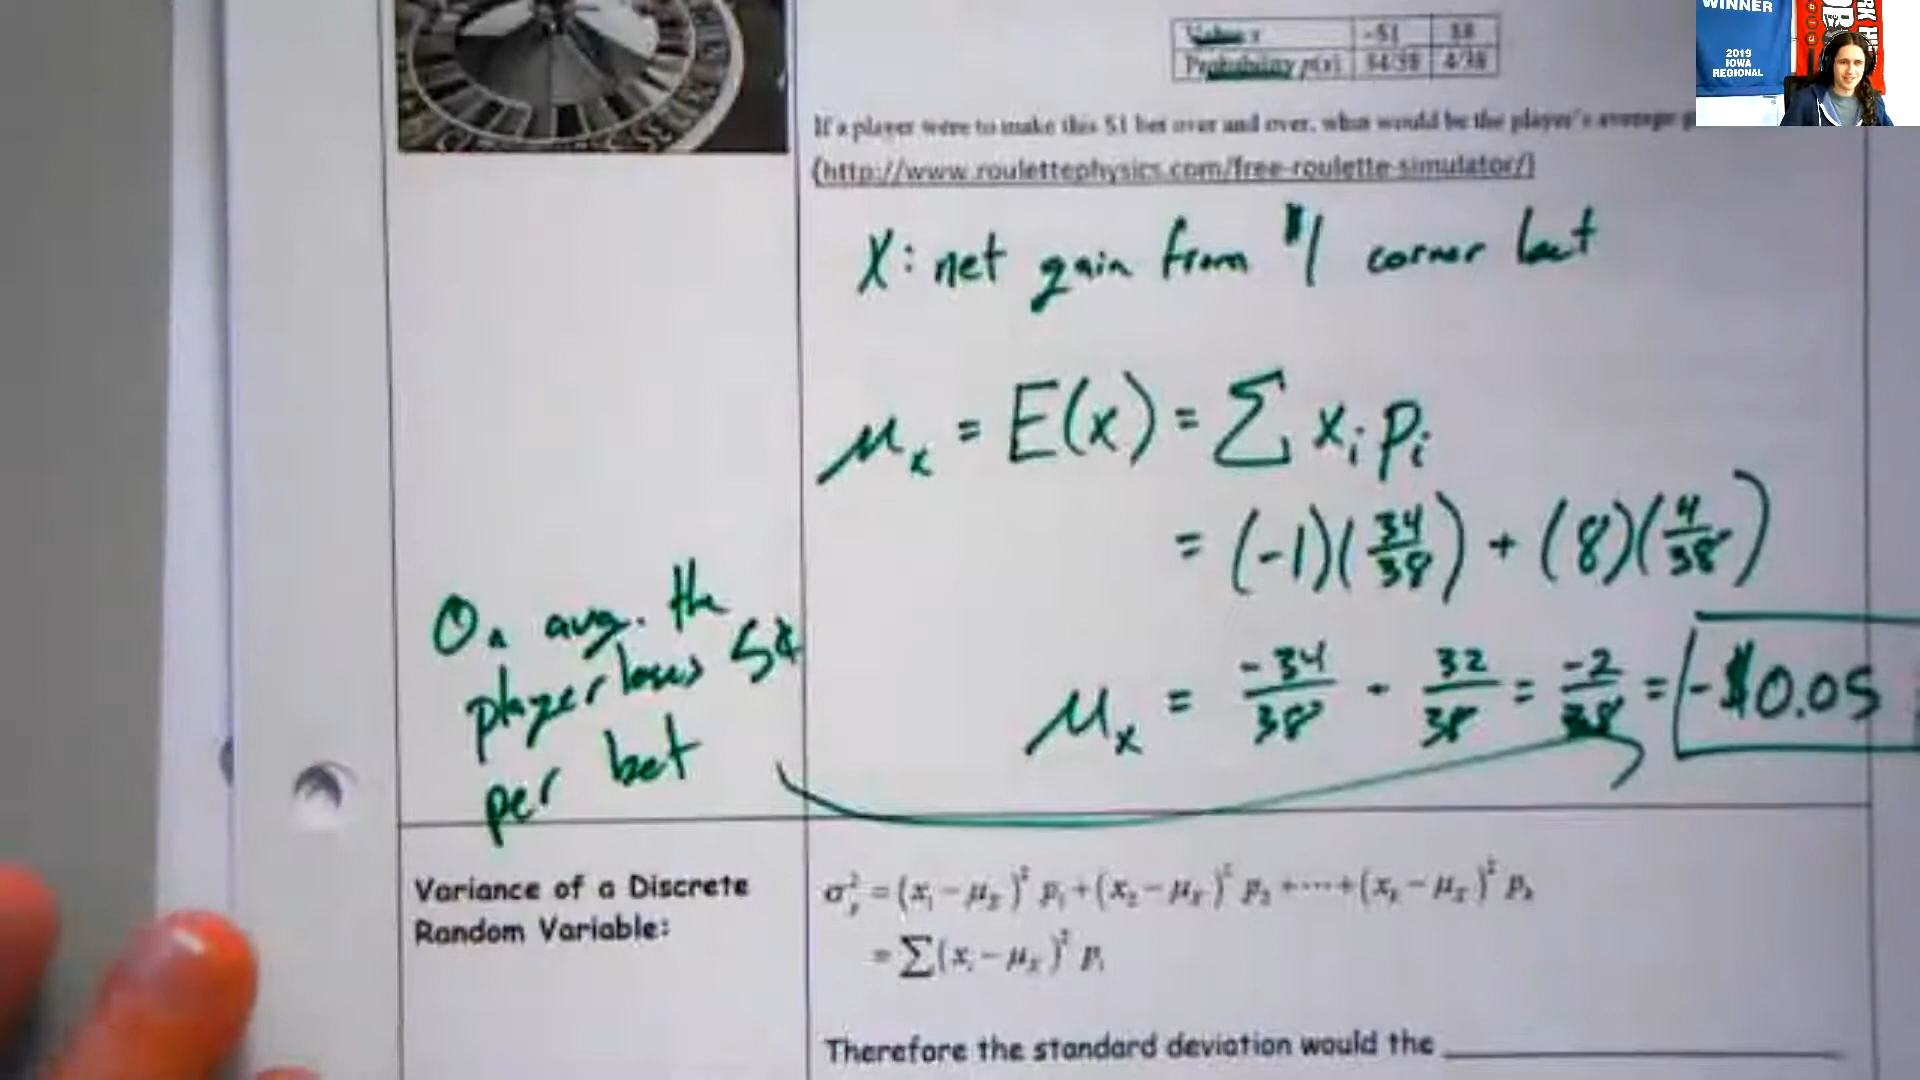 WINNER
2019
IOWA
REGIONAL
Value x -$1 $8
Probability p(x) 34/38 4/38
If a player were to make this $1 bet over and over, what would be the player's average
(http://www.roulettephysics.com/free-roulette-simulator/)
X: net gain from $1 corner bet
μx = E(x) = Σ xi pi
= (-1)(34/38) + (8)(4/38)
μx = -34/38 - 32/38 = -2/38 = -$0.05
On avg. the
player loses 5¢
per bet
Variance of a Discrete
Random Variable:
= (x₁ - μX)² p₁ + (x₂ - μX)² p₂ + ⋯ + (xk - μX)² pk
= Σ(xi - μX)² pi
Therefore the standard deviation would the